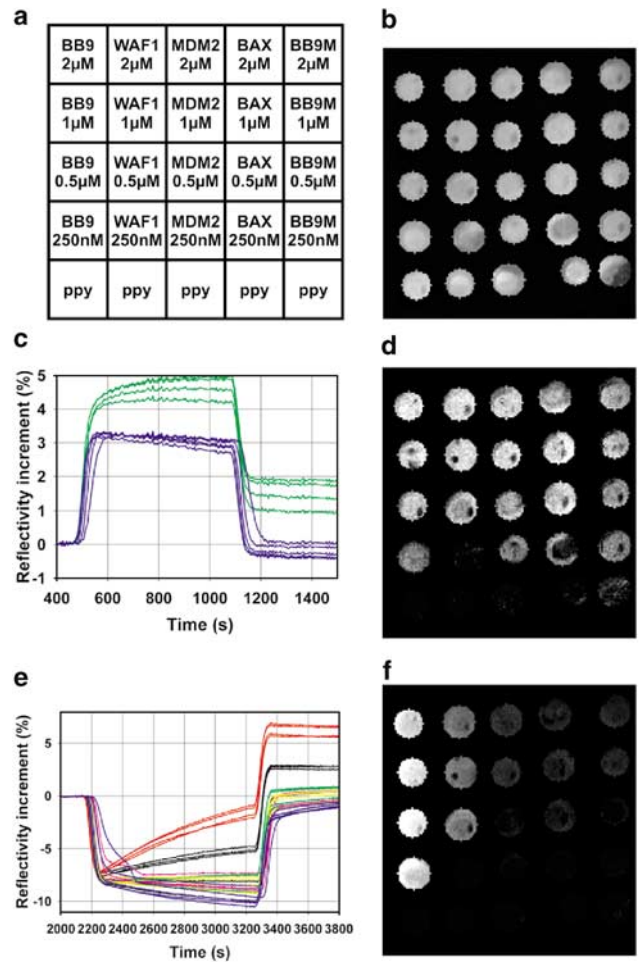 a
BB9 WAF1 MDM2 BAX BB9M
2µM 2µM 2µM 2µM 2µM
BB9 WAF1 MDM2 BAX BB9M
1µM 1µM 1µM 1µM 1µM
BB9 WAF1 MDM2 BAX BB9M
0.5µM 0.5µM 0.5µM 0.5µM 0.5µM
BB9 WAF1 MDM2 BAX BB9M
250nM 250nM 250nM 250nM 250nM
ppy ppy ppy ppy ppy
b
c
Reflectivity increment (%)
5
4
3
2
1
0
-1
400 600 800 1000 1200 1400
Time (s)
d
e
Reflectivity increment (%)
5
0
-5
-10
2000 2200 2400 2600 2800 3000 3200 3400 3600 3800
Time (s)
f